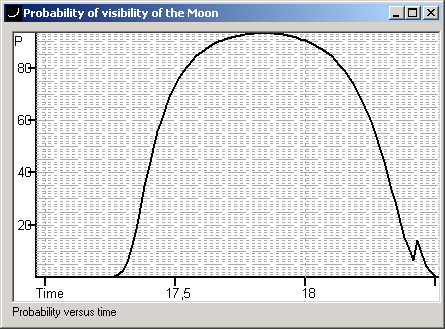 Probability of visibility of the Moon
P
80
60
40
20
Time 17,5 18
Probability versus time